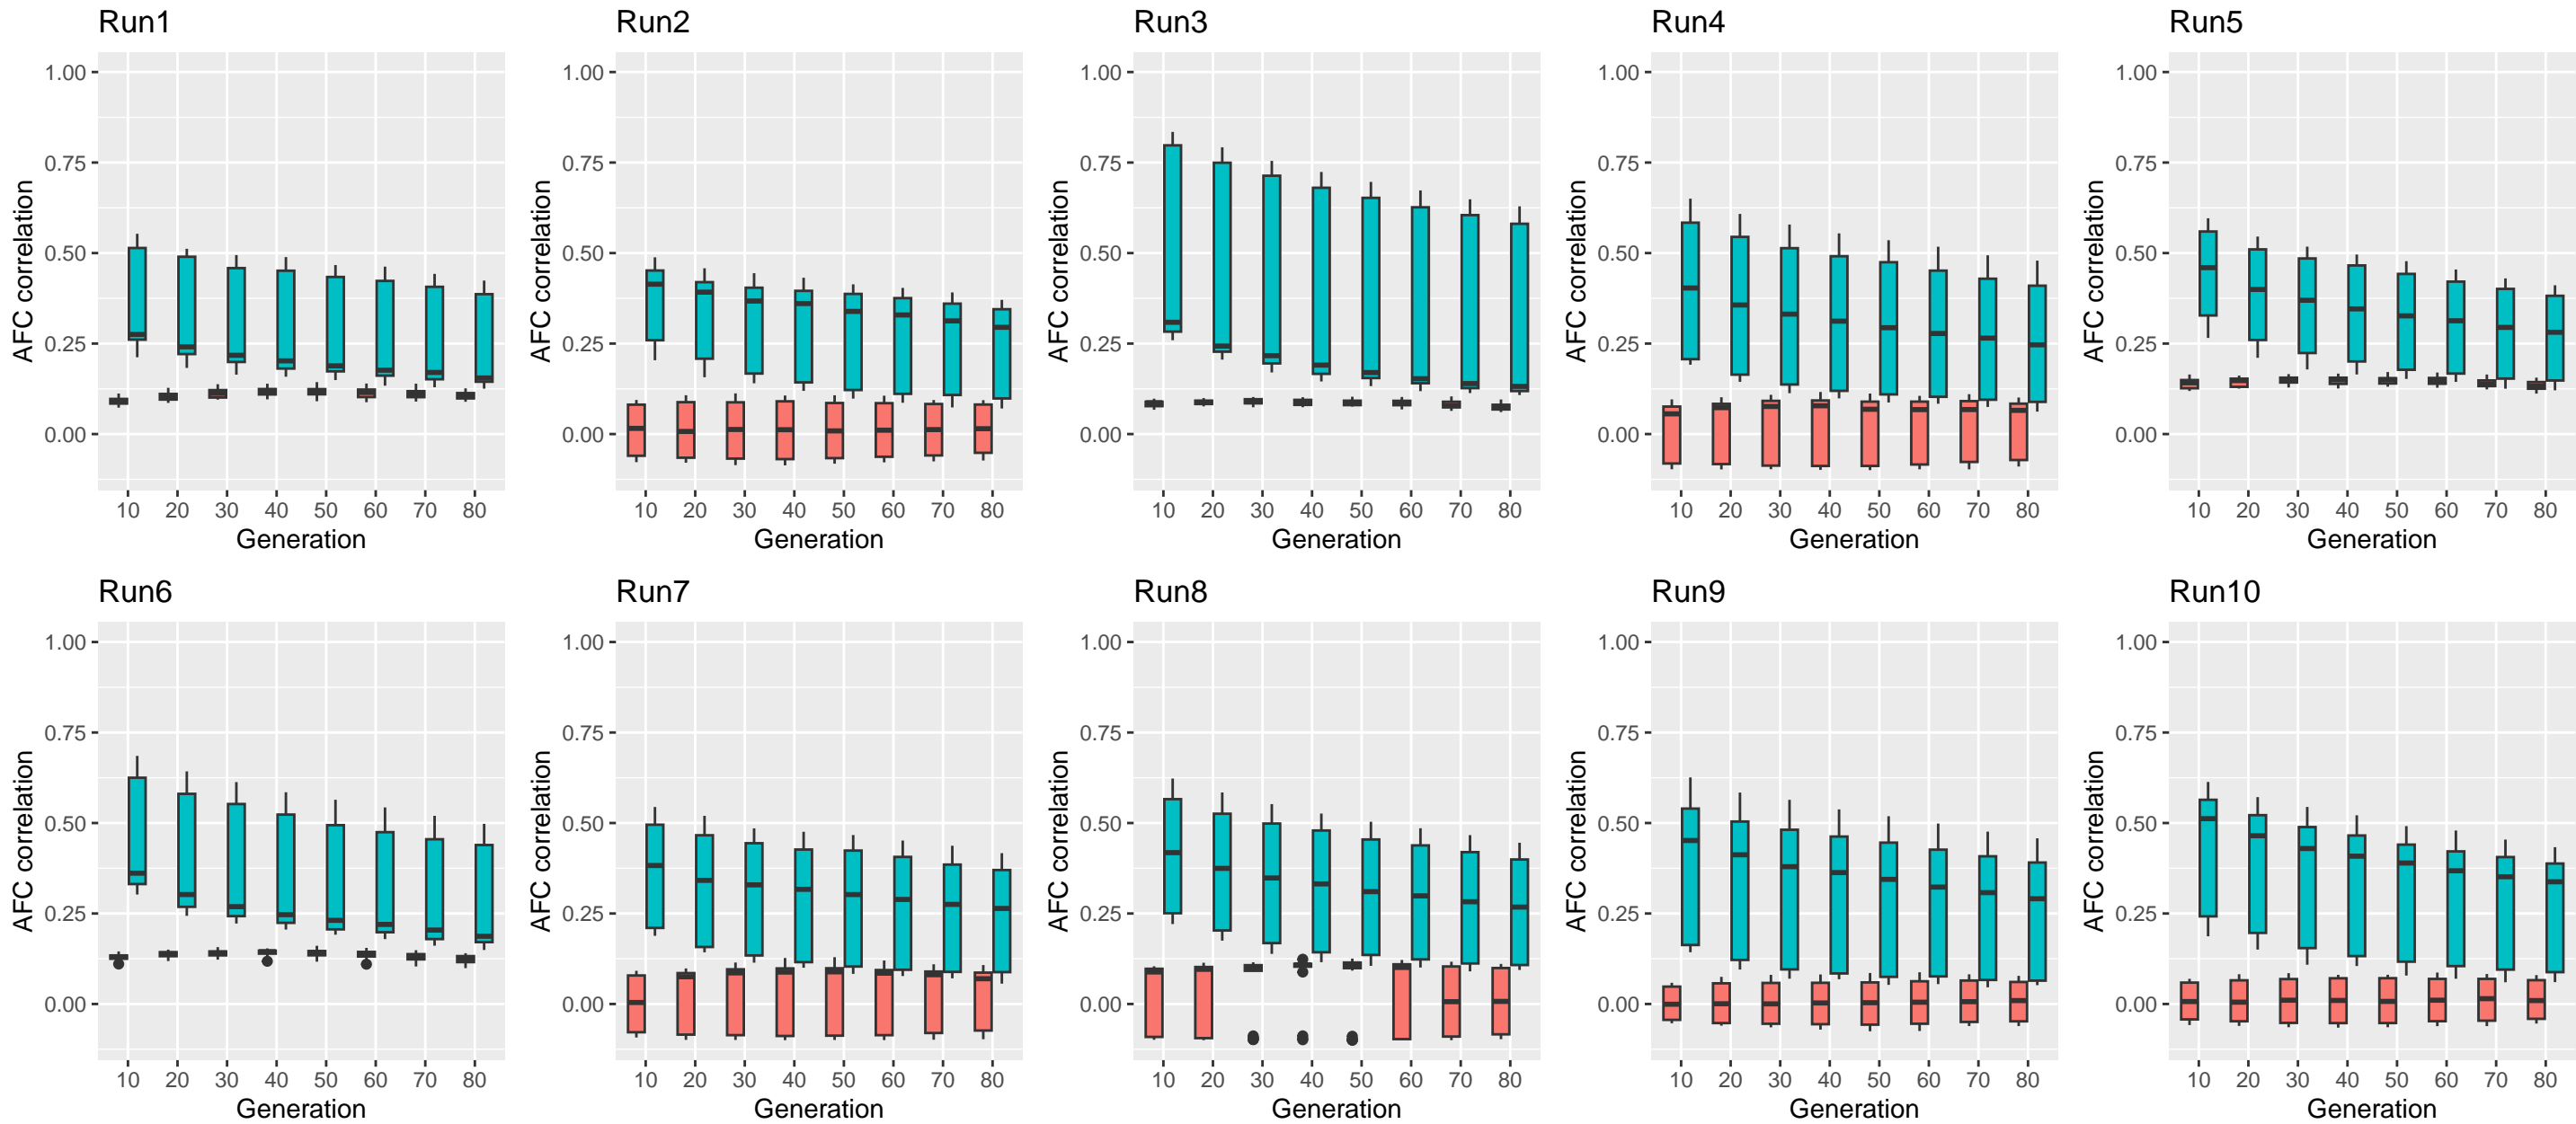 Run1 Run2 Run3 Run4 Run5
1.00 1.00 1.00 1.00 1.00
0.75 0.75 0.75 0.75 0.75
0.50 0.50 0.50 0.50 0.50
0.25 0.25 0.25 0.25 0.25
0.00 0.00 0.00 0.00 0.00
AFC correlation AFC correlation AFC correlation AFC correlation AFC correlation
10 20 30 40 50 60 70 80 10 20 30 40 50 60 70 80 10 20 30 40 50 60 70 80 10 20 30 40 50 60 70 80 10 20 30 40 50 60 70 80
Generation Generation Generation Generation Generation
Run6 Run7 Run8 Run9 Run10
1.00 1.00 1.00 1.00 1.00
0.75 0.75 0.75 0.75 0.75
0.50 0.50 0.50 0.50 0.50
0.25 0.25 0.25 0.25 0.25
0.00 0.00 0.00 0.00 0.00
AFC correlation AFC correlation AFC correlation AFC correlation AFC correlation
10 20 30 40 50 60 70 80 10 20 30 40 50 60 70 80 10 20 30 40 50 60 70 80 10 20 30 40 50 60 70 80 10 20 30 40 50 60 70 80
Generation Generation Generation Generation Generation